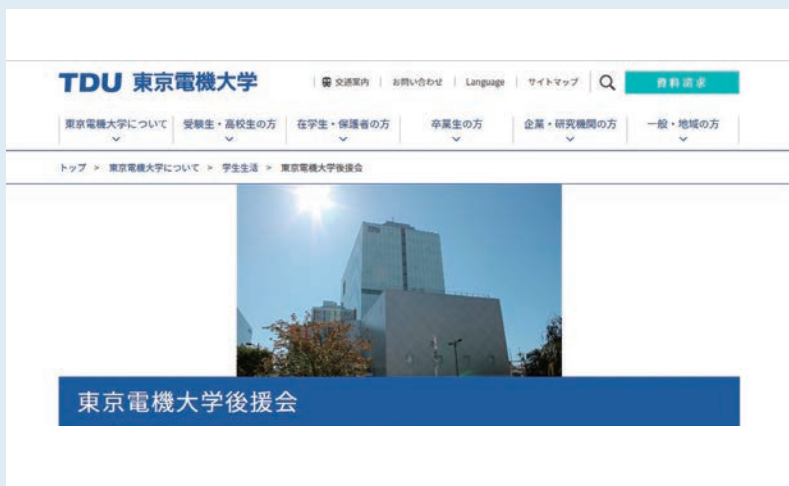 TDU 東京電機大学
交通案内 | お問い合わせ | Language | サイトマップ
資料請求
東京電機大学について
受験生・高校生の方
在学生・保護者の方
卒業生の方
企業・研究機関の方
一般・地域の方
トップ > 東京電機大学について > 学生生活 > 東京電機大学後援会
TDU
東京電機大学後援会